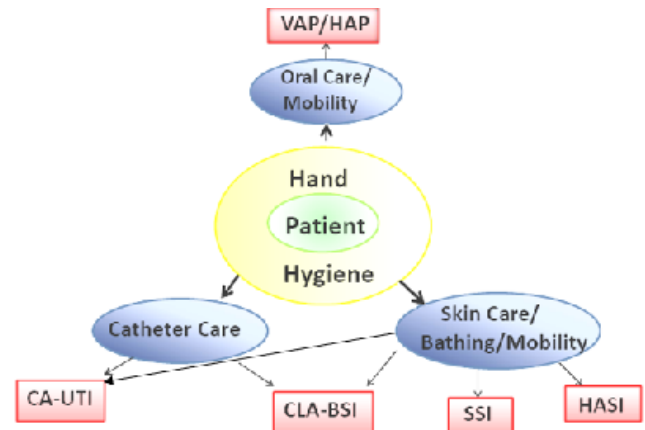 VAP/HAP
Oral Care/
Mobility
Hand
Patient
Hygiene
Catheter Care
Skin Care/
Bathing/Mobility
CA-UTI
CLA-BSI
SSI
HASI